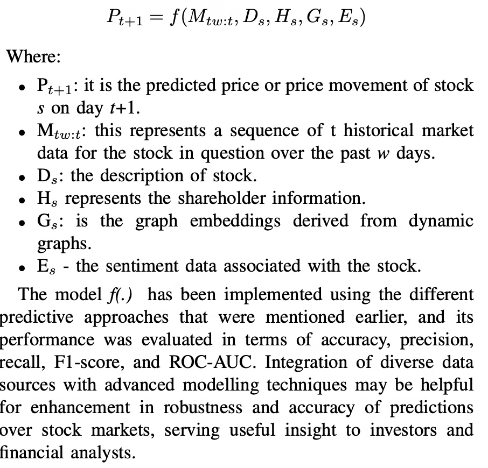 P_{t+1} = f(M_{tw:t}, D_s, H_s, G_s, E_s)
Where:
• P_{t+1}: it is the predicted price or price movement of stock
s on day t+1.
• M_{tw:t}: this represents a sequence of t historical market
data for the stock in question over the past w days.
• D_s: the description of stock.
• H_s represents the shareholder information.
• G_s: is the graph embeddings derived from dynamic
graphs.
• E_s - the sentiment data associated with the stock.
The model f(.) has been implemented using the different
predictive approaches that were mentioned earlier, and its
performance was evaluated in terms of accuracy, precision,
recall, F1-score, and ROC-AUC. Integration of diverse data
sources with advanced modelling techniques may be helpful
for enhancement in robustness and accuracy of predictions
over stock markets, serving useful insight to investors and
financial analysts.